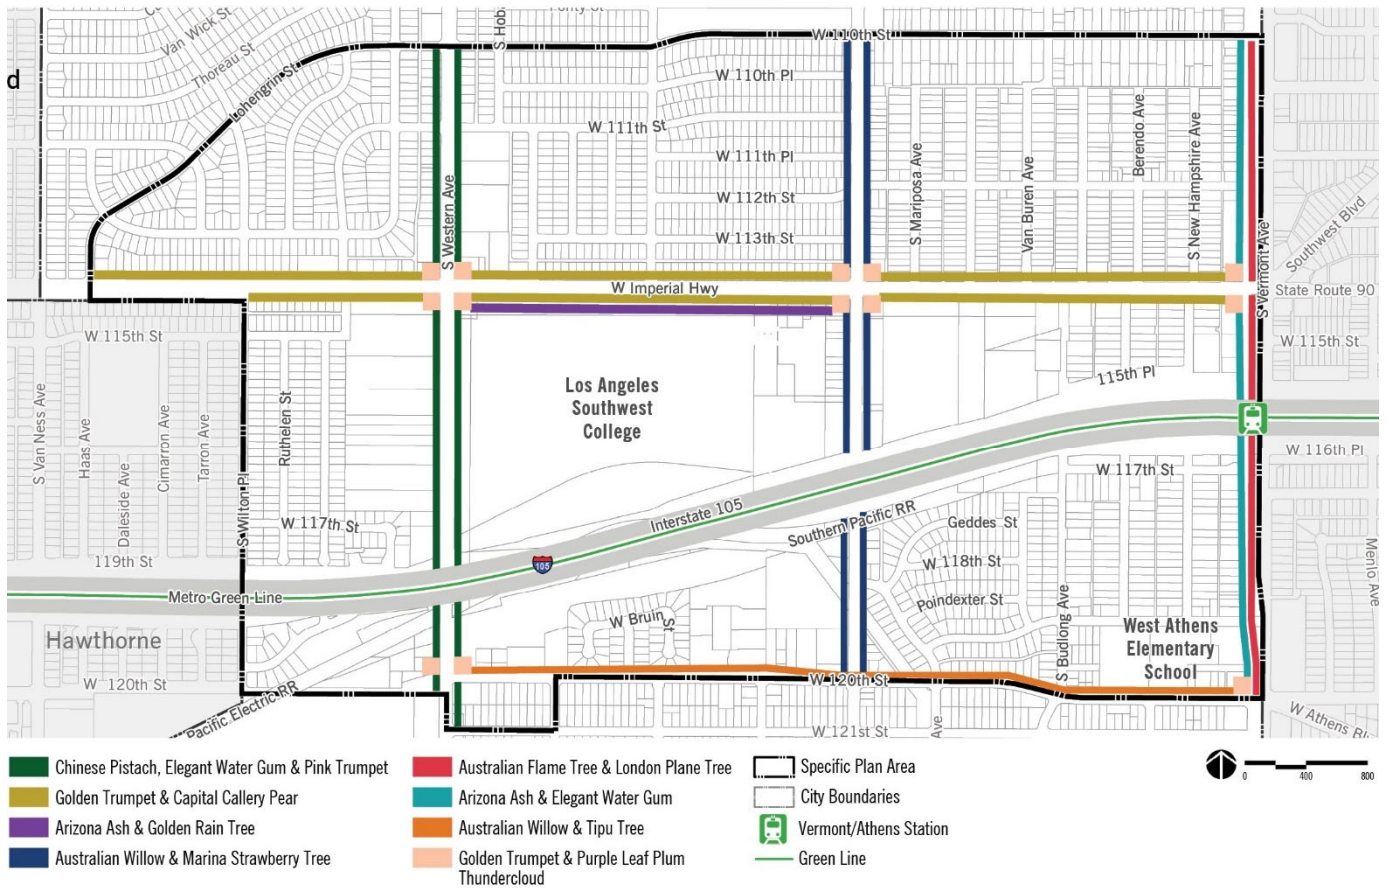 Van Wick St
Thoreau St
Lohengrin St
S Hob
d
W 110th St
W 110th Pl
W 111th St
W 111th Pl
W 112th St
W 113th St
S Western Ave
S Mariposa Ave
Van Buren Ave
Berendo Ave
S New Hampshire Ave
S Vermont Ave
Southwest Blvd
W Imperial Hwy
State Route 90
W 115th St
W 115th St
115th Pl
Los Angeles
Southwest
College
S Van Ness Ave
Haas Ave
Daleside Ave
Cimarron Ave
Tarron Ave
S Wilton Pl
Ruthelen St
W 116th Pl
W 117th St
W 117th St
Interstate 105
105
Southern Pacific RR
Geddes St
W 118th St
Poindexter St
119th St
Metro Green Line
Hawthorne
W 120th St
Pacific Electric RR
W Bruin St
S Budlong Ave
West Athens
Elementary
School
Menlo Ave
W 120th St
W 121st St
Ave
W Athens Bl
Chinese Pistach, Elegant Water Gum & Pink Trumpet
Golden Trumpet & Capital Callery Pear
Arizona Ash & Golden Rain Tree
Australian Willow & Marina Strawberry Tree
Australian Flame Tree & London Plane Tree
Arizona Ash & Elegant Water Gum
Australian Willow & Tipu Tree
Golden Trumpet & Purple Leaf Plum
Thundercloud
Specific Plan Area
City Boundaries
Vermont/Athens Station
Green Line
0 400 800